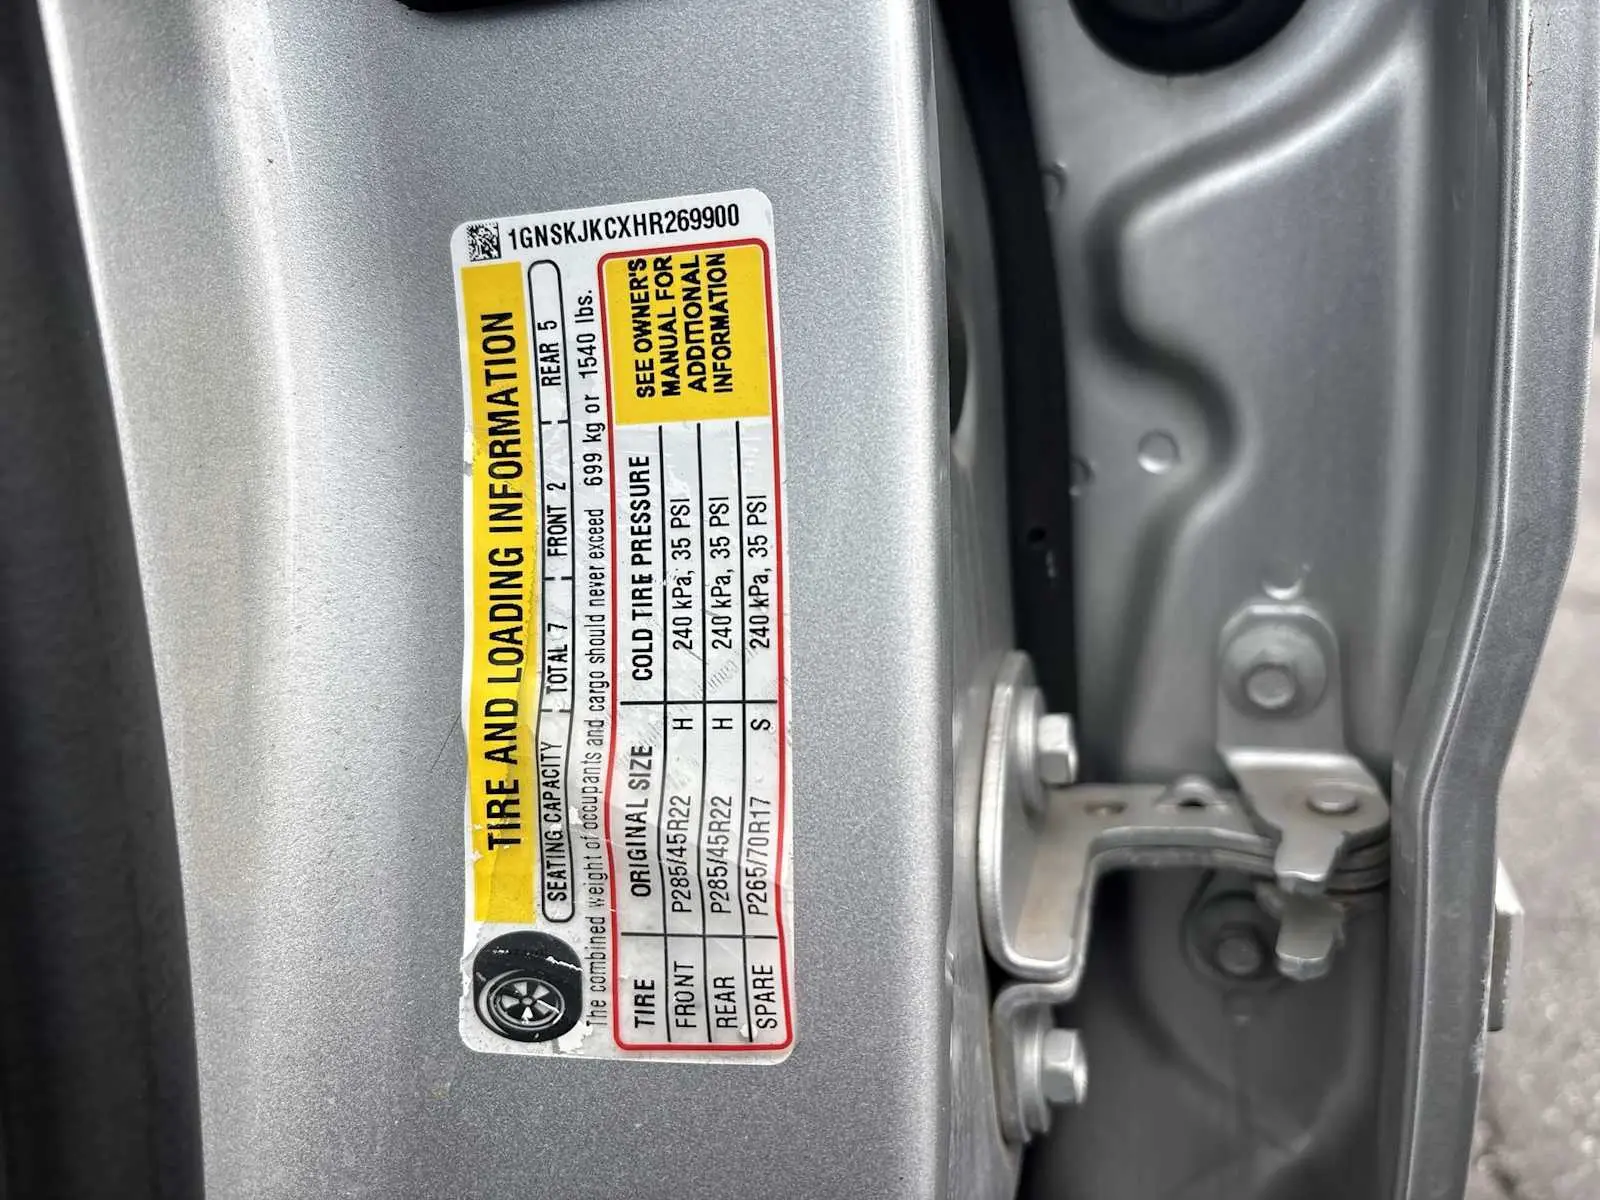 1GNSKJKCXHR269900
TIRE AND LOADING INFORMATION
SEATING CAPACITY TOTAL 7 FRONT 2 REAR 5
The combined weight of occupants and cargo should never exceed 699 kg or 1540 lbs.
TIRE ORIGINAL SIZE COLD TIRE PRESSURE
FRONT P285/45R22 H 240 kPa, 35 PSI
REAR P285/45R22 H 240 kPa, 35 PSI
SPARE P265/70R17 S 240 kPa, 35 PSI
SEE OWNER'S
MANUAL FOR
ADDITIONAL
INFORMATION